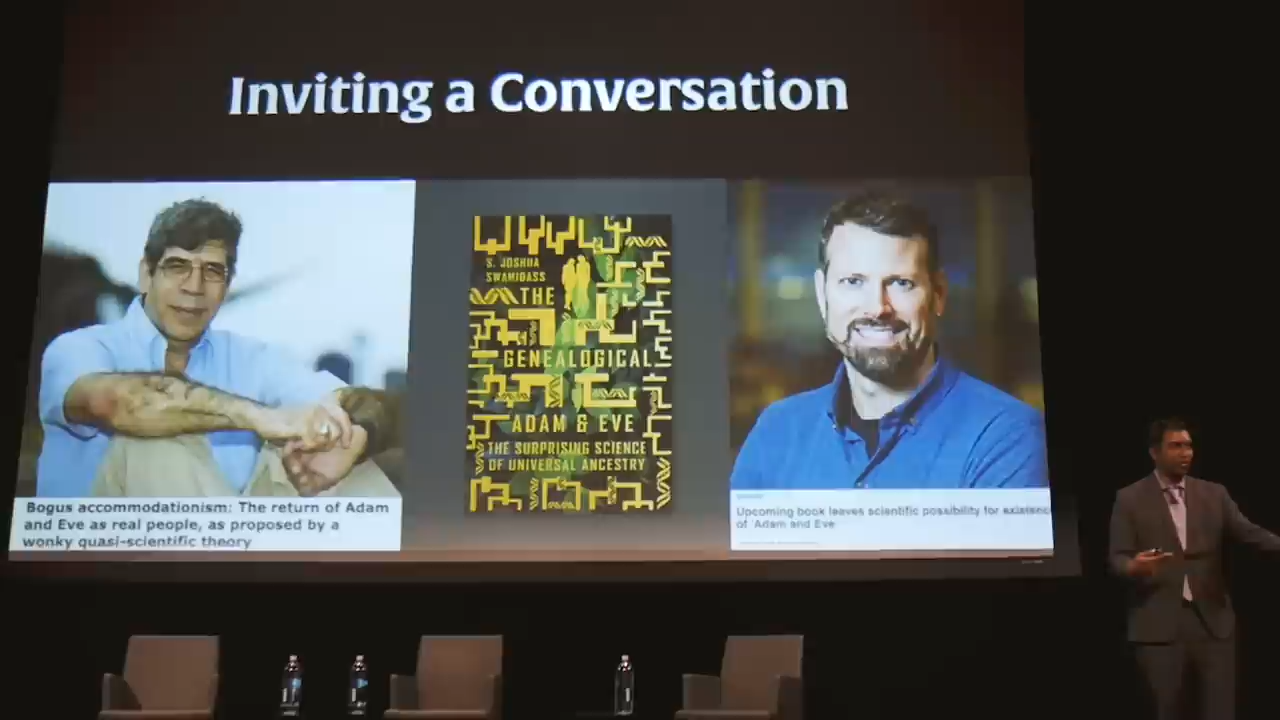 Inviting a Conversation
Bogus accommodationism: The return of Adam
and Eve as real people, as proposed by a
wonky quasi-scientific theory
S. JOSHUA
SWAMIDASS
THE
GENEALOGICAL
ADAM & EVE
THE SURPRISING SCIENCE
OF UNIVERSAL ANCESTRY
Upcoming book leaves scientific possibility for existenc
of 'Adam and Eve